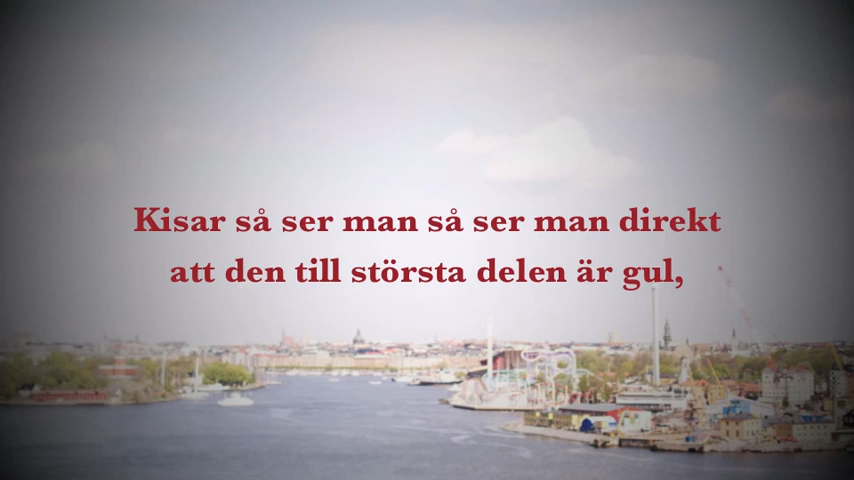 Kisar så ser man så ser man direkt
att den till största delen är gul,